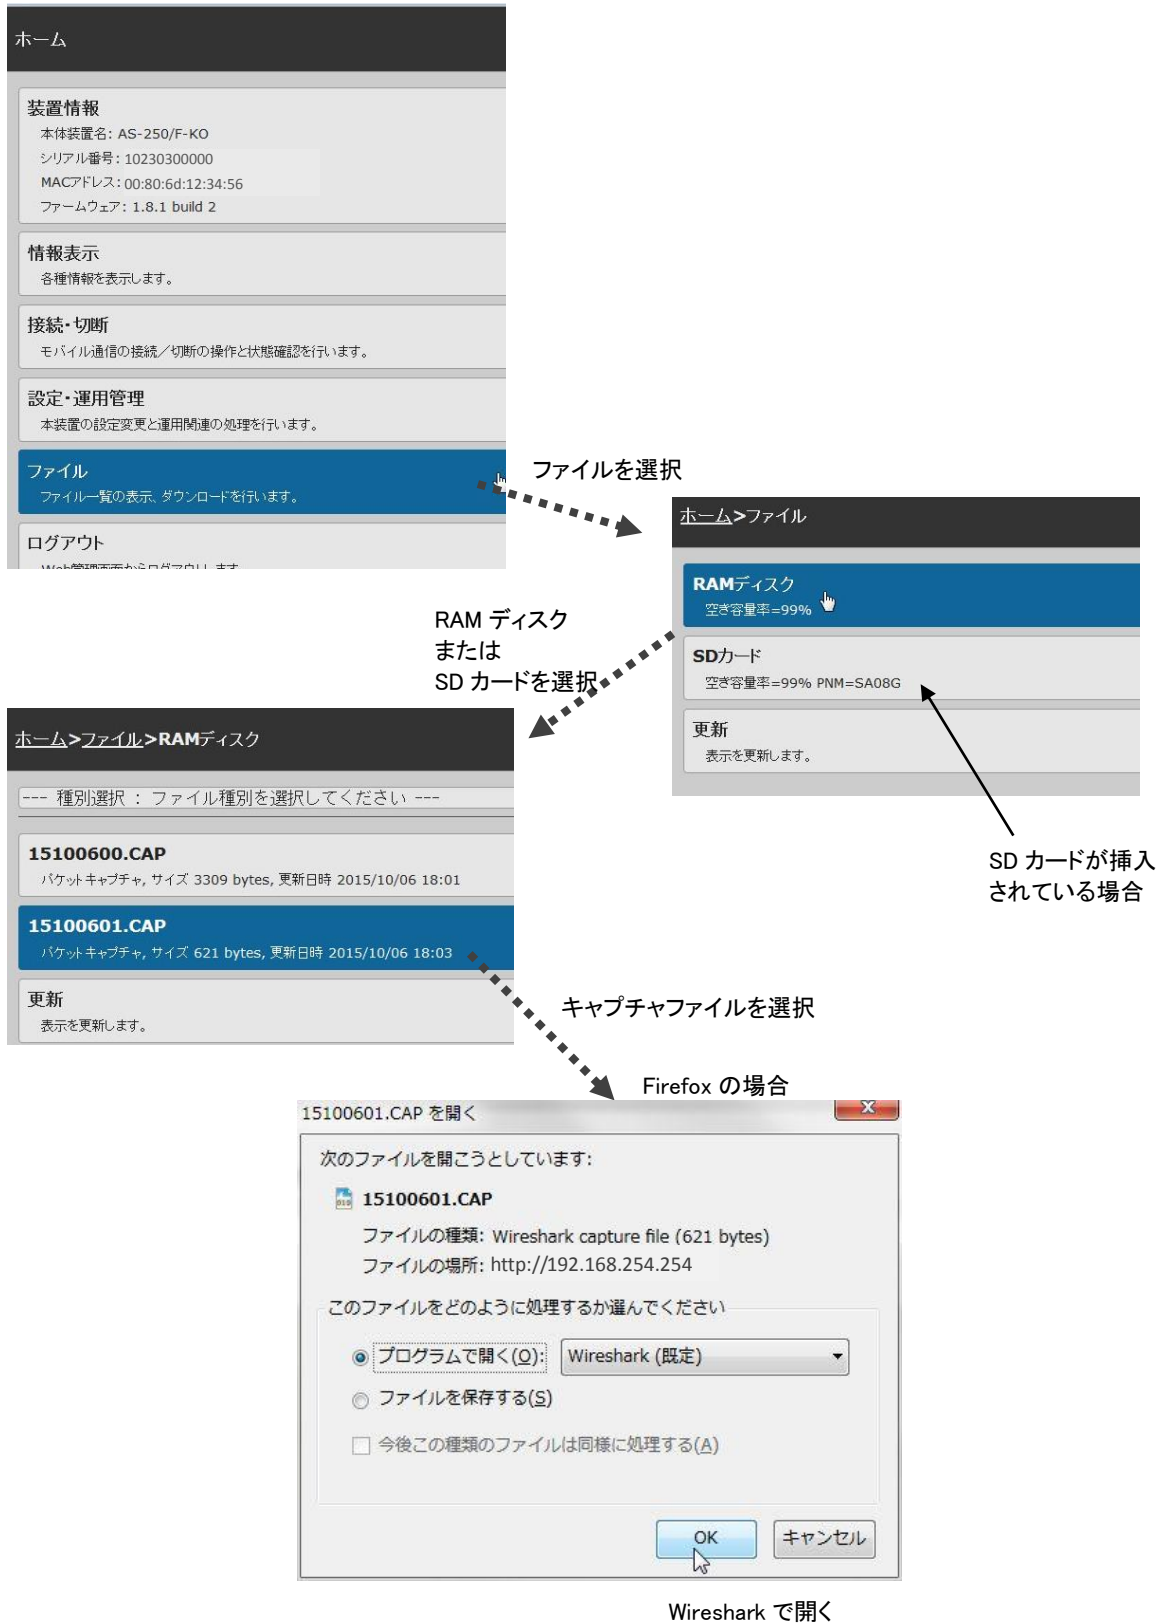 ホーム
装置情報
本体装置名: AS-250/F-KO
シリアル番号: 10230300000
MACアドレス: 00:80:6d:12:34:56
ファームウェア: 1.8.1 build 2
情報表示
各種情報を表示します。
接続・切断
モバイル通信の接続／切断の操作と状態確認を行います。
設定・運用管理
本装置の設定変更と運用関連の処理を行います。
ファイル
ファイル一覧の表示、ダウンロードを行います。
ログアウト
Web管理画面からログアウトします
ファイルを選択
ホーム>ファイル
RAMディスク
空き容量率=99%
SDカード
空き容量率=99% PNM=SA08G
更新
表示を更新します。
RAM ディスク
または
SD カードを選択
SD カードが挿入
されている場合
ホーム>ファイル>RAMディスク
--- 種別選択 : ファイル種別を選択してください ---
15100600.CAP
パケットキャプチャ, サイズ 3309 bytes, 更新日時 2015/10/06 18:01
15100601.CAP
パケットキャプチャ, サイズ 621 bytes, 更新日時 2015/10/06 18:03
更新
表示を更新します。
キャプチャファイルを選択
Firefox の場合
15100601.CAP を開く
次のファイルを開こうとしています:
15100601.CAP
ファイルの種類: Wireshark capture file (621 bytes)
ファイルの場所: http://192.168.254.254
このファイルをどのように処理するか選んでください
プログラムで開く(O): Wireshark (既定)
ファイルを保存する(S)
今後この種類のファイルは同様に処理する(A)
OK キャンセル
Wireshark で開く